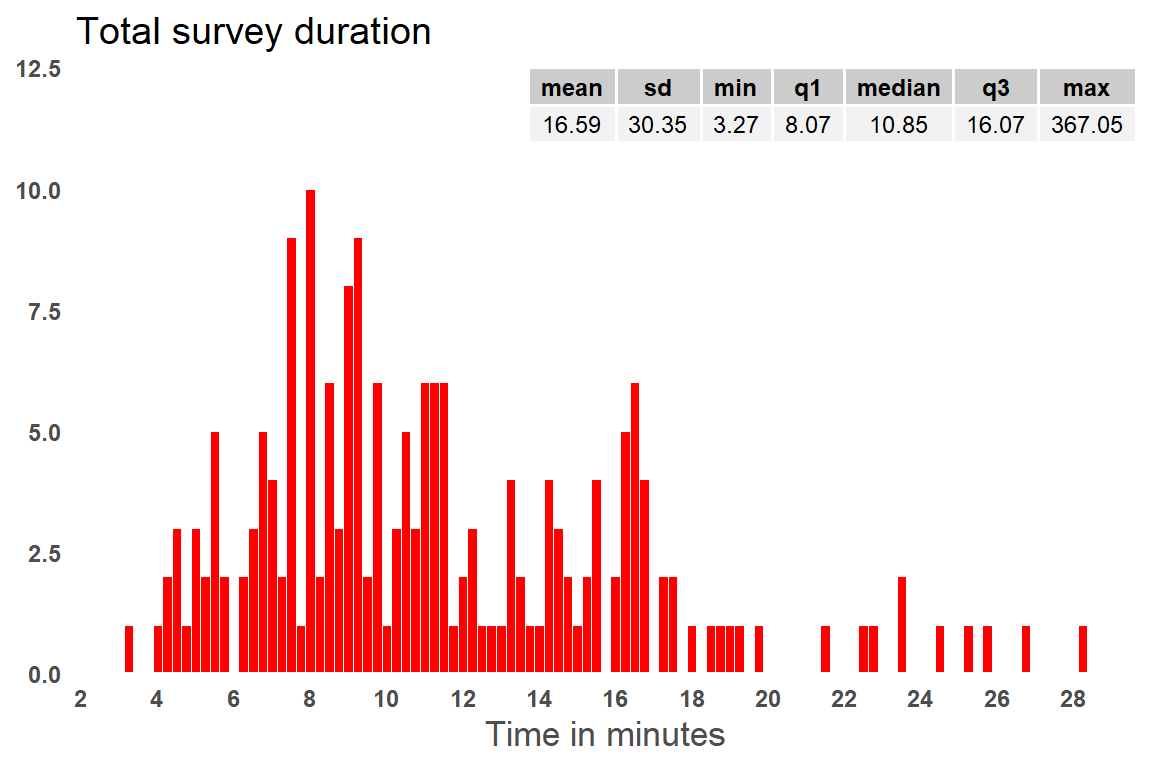 Total survey duration
12.5
mean sd min q1 median q3 max
16.59 30.35 3.27 8.07 10.85 16.07 367.05
10.0
7.5
5.0
2.5
0.0
2 4 6 8 10 12 14 16 18 20 22 24 26 28
Time in minutes